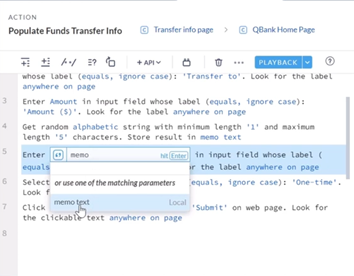 ACTION
Populate Funds Transfer Info
Transfer info page
QBank Home Page
+ API
PLAYBACK
whose label (equals, ignore case): 'Transfer to'. Look for the label
anywhere on page
3 Enter Amount in input field whose label (equals, ignore case):
'Amount ($)'. Look for the label anywhere on page
4 Get random alphabetic string with minimum length '1' and maximum
length '5' characters. Store result in memo text
5 Enter memo hit Enter in input field whose label (
equals the label anywhere on page
or use one of the matching parameters
6 Select equals, ignore case): 'One-time'.
Look f
memo text Local
7 Click 'Submit' on web page. Look for
the clickable text anywhere on page
8